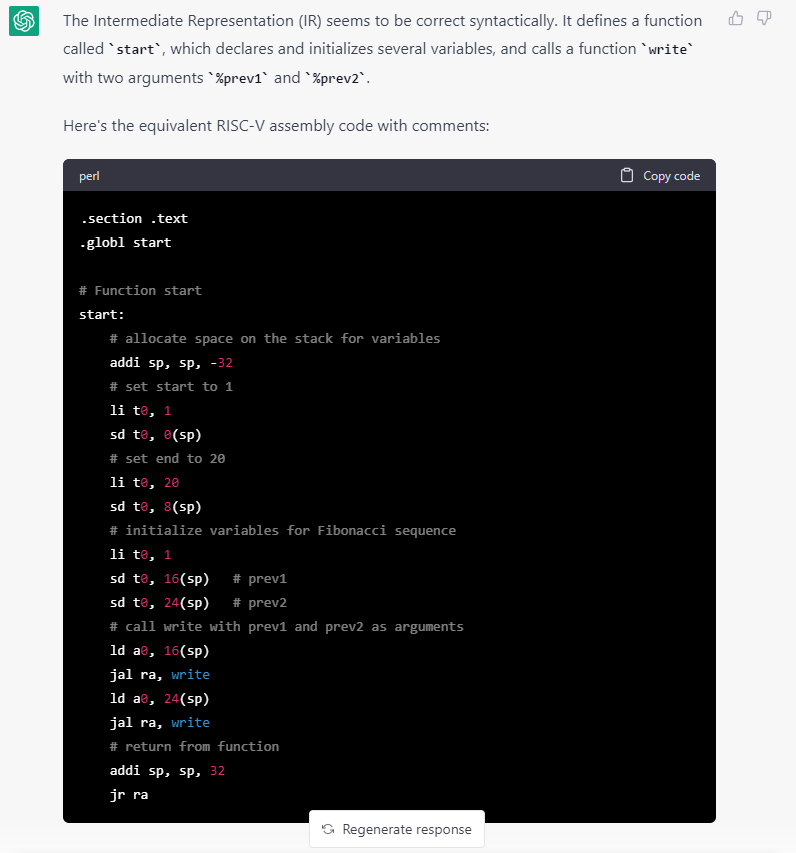 The Intermediate Representation (IR) seems to be correct syntactically. It defines a function
called `start`, which declares and initializes several variables, and calls a function `write`
with two arguments `%prev1` and `%prev2`.
Here's the equivalent RISC-V assembly code with comments:
perl
Copy code
.section .text
.globl start
# Function start
start:
# allocate space on the stack for variables
addi sp, sp, -32
# set start to 1
li t0, 1
sd t0, 0(sp)
# set end to 20
li t0, 20
sd t0, 8(sp)
# initialize variables for Fibonacci sequence
li t0, 1
sd t0, 16(sp)   # prev1
sd t0, 24(sp)   # prev2
# call write with prev1 and prev2 as arguments
ld a0, 16(sp)
jal ra, write
ld a0, 24(sp)
jal ra, write
# return from function
addi sp, sp, 32
jr ra
Regenerate response